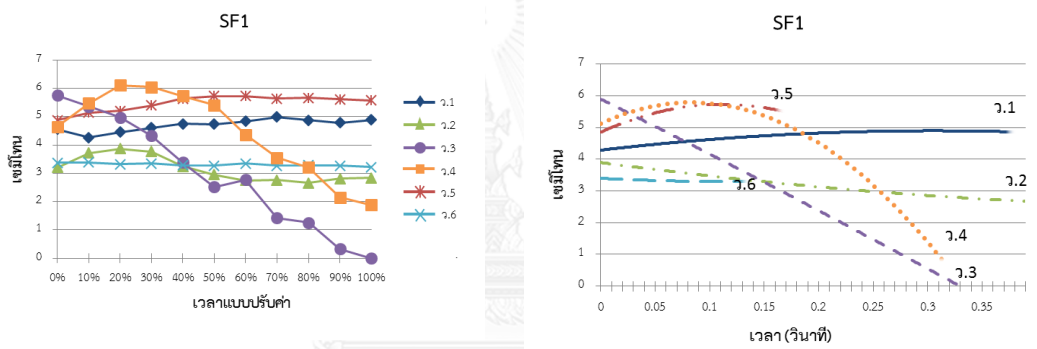 SF1
7
6
5
4
3
2
1
0
เซมิโทน
0% 10% 20% 30% 40% 50% 60% 70% 80% 90% 100%
เวลาแบบปรับค่า
ว.1
ว.2
ว.3
ว.4
ว.5
ว.6
SF1
7
6
5
4
3
2
1
0
เซมิโทน
ว.5
ว.1
ว.6
ว.2
ว.4
ว.3
0 0.05 0.1 0.15 0.2 0.25 0.3 0.35
เวลา (วินาที)